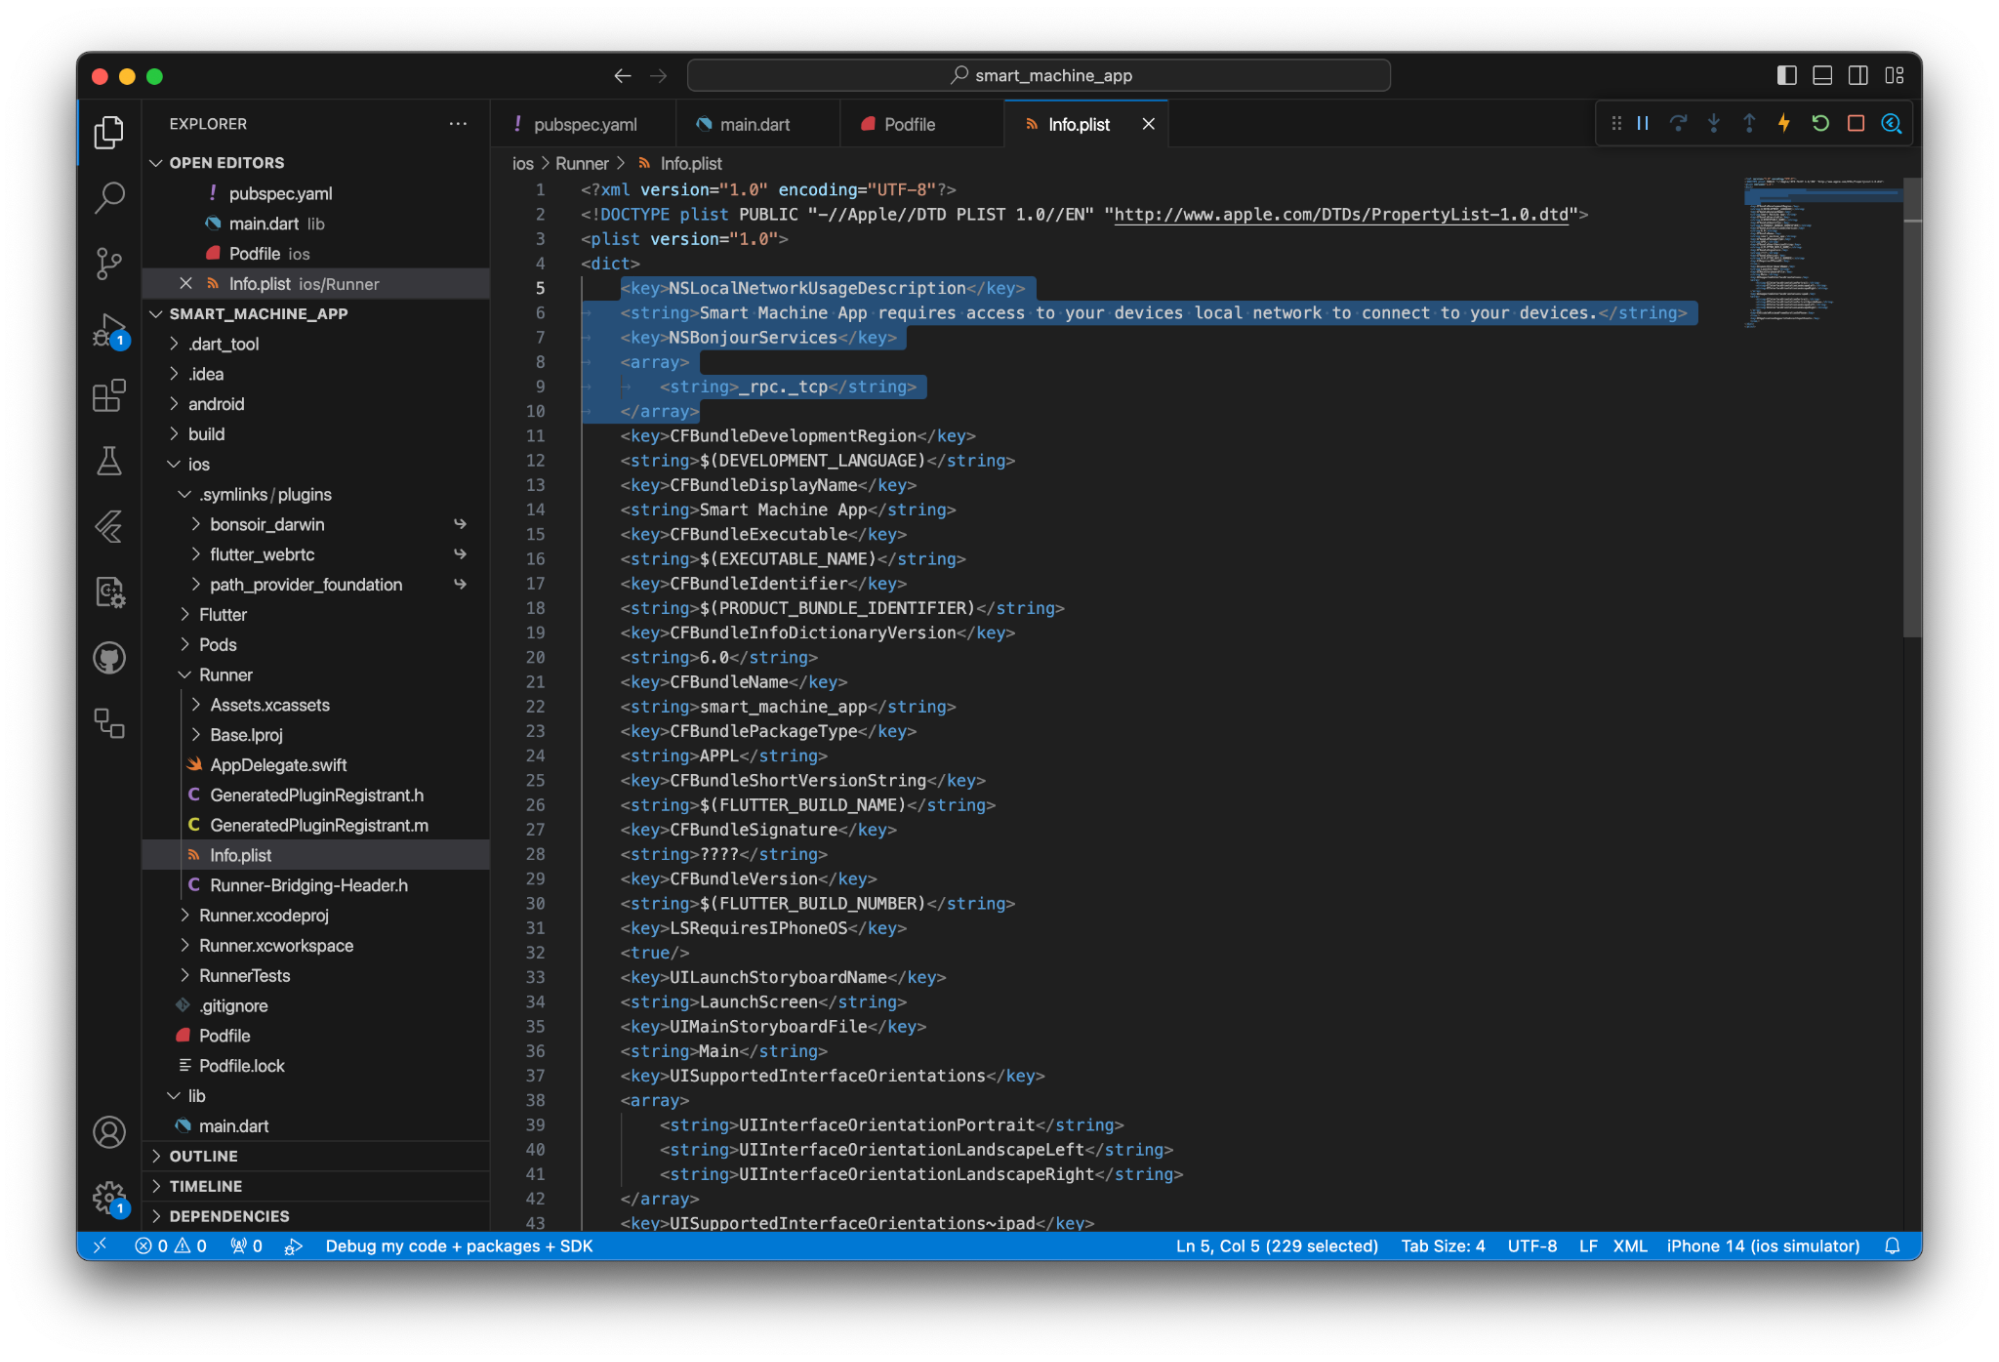 smart_machine_app
EXPLORER
OPEN EDITORS
! pubspec.yaml
main.dart lib
Podfile ios
Info.plist ios/Runner
SMART_MACHINE_APP
.dart_tool
.idea
android
build
ios
.symlinks/plugins
bonsoir_darwin
flutter_webrtc
path_provider_foundation
Flutter
Pods
Runner
Assets.xcassets
Base.lproj
AppDelegate.swift
C GeneratedPluginRegistrant.h
C GeneratedPluginRegistrant.m
Info.plist
C Runner-Bridging-Header.h
Runner.xcodeproj
Runner.xcworkspace
RunnerTests
.gitignore
Podfile
Podfile.lock
lib
main.dart
OUTLINE
TIMELINE
DEPENDENCIES
1
1
! pubspec.yaml main.dart Podfile Info.plist
ios > Runner > Info.plist
1 <?xml version="1.0" encoding="UTF-8"?>
2 <!DOCTYPE plist PUBLIC "-//Apple//DTD PLIST 1.0//EN" "http://www.apple.com/DTDs/PropertyList-1.0.dtd">
3 <plist version="1.0">
4 <dict>
5 <key>NSLocalNetworkUsageDescription</key>
6 <string>Smart Machine App requires access to your devices local network to connect to your devices.</string>
7 <key>NSBonjourServices</key>
8 <array>
9 <string>_rpc._tcp</string>
10 </array>
11 <key>CFBundleDevelopmentRegion</key>
12 <string>$(DEVELOPMENT_LANGUAGE)</string>
13 <key>CFBundleDisplayName</key>
14 <string>Smart Machine App</string>
15 <key>CFBundleExecutable</key>
16 <string>$(EXECUTABLE_NAME)</string>
17 <key>CFBundleIdentifier</key>
18 <string>$(PRODUCT_BUNDLE_IDENTIFIER)</string>
19 <key>CFBundleInfoDictionaryVersion</key>
20 <string>6.0</string>
21 <key>CFBundleName</key>
22 <string>smart_machine_app</string>
23 <key>CFBundlePackageType</key>
24 <string>APPL</string>
25 <key>CFBundleShortVersionString</key>
26 <string>$(FLUTTER_BUILD_NAME)</string>
27 <key>CFBundleSignature</key>
28 <string>????</string>
29 <key>CFBundleVersion</key>
30 <string>$(FLUTTER_BUILD_NUMBER)</string>
31 <key>LSRequiresIPhoneOS</key>
32 <true/>
33 <key>UILaunchStoryboardName</key>
34 <string>LaunchScreen</string>
35 <key>UIMainStoryboardFile</key>
36 <string>Main</string>
37 <key>UISupportedInterfaceOrientations</key>
38 <array>
39 <string>UIInterfaceOrientationPortrait</string>
40 <string>UIInterfaceOrientationLandscapeLeft</string>
41 <string>UIInterfaceOrientationLandscapeRight</string>
42 </array>
43 <key>UISupportedInterfaceOrientations~ipad</key>
0 0 0 Debug my code + packages + SDK Ln 5, Col 5 (229 selected) Tab Size: 4 UTF-8 LF XML iPhone 14 (ios simulator)